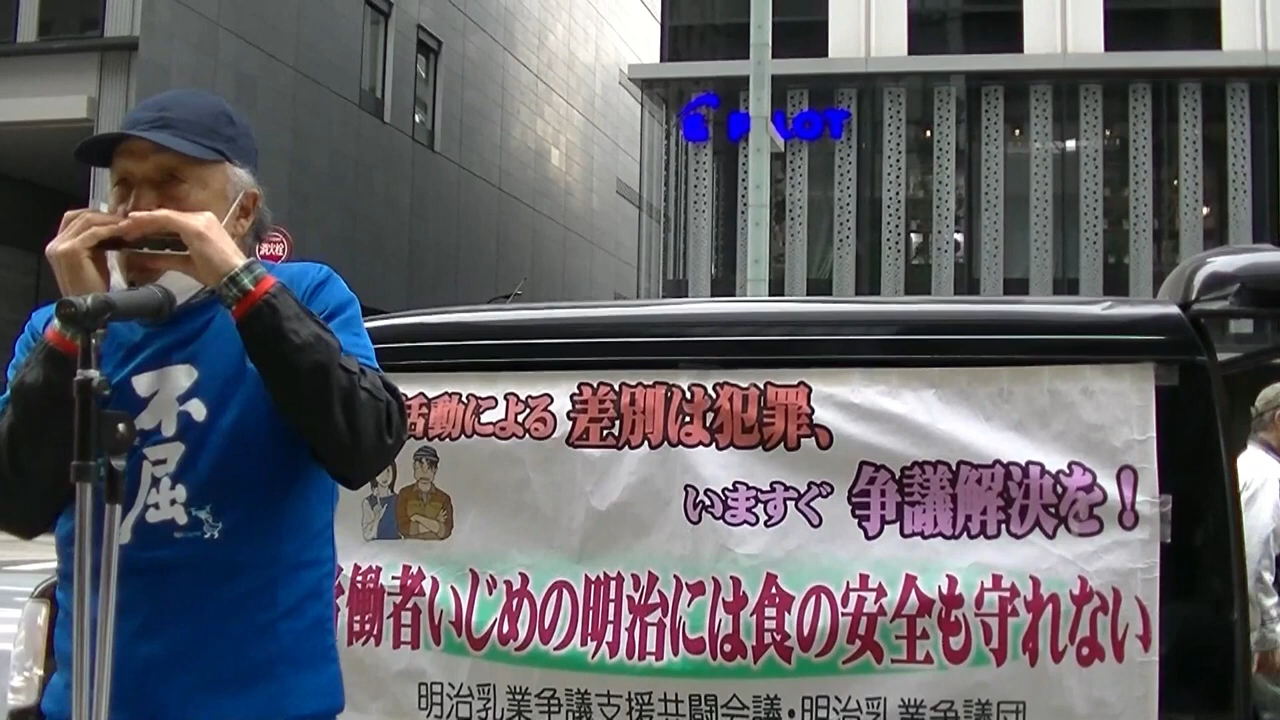 PILOT
消火栓
不屈
活動による 差別は犯罪、
いますぐ 争議解決を！
労働者いじめの明治には食の安全も守れない
明治乳業争議支援共闘会議・明治乳業争議団